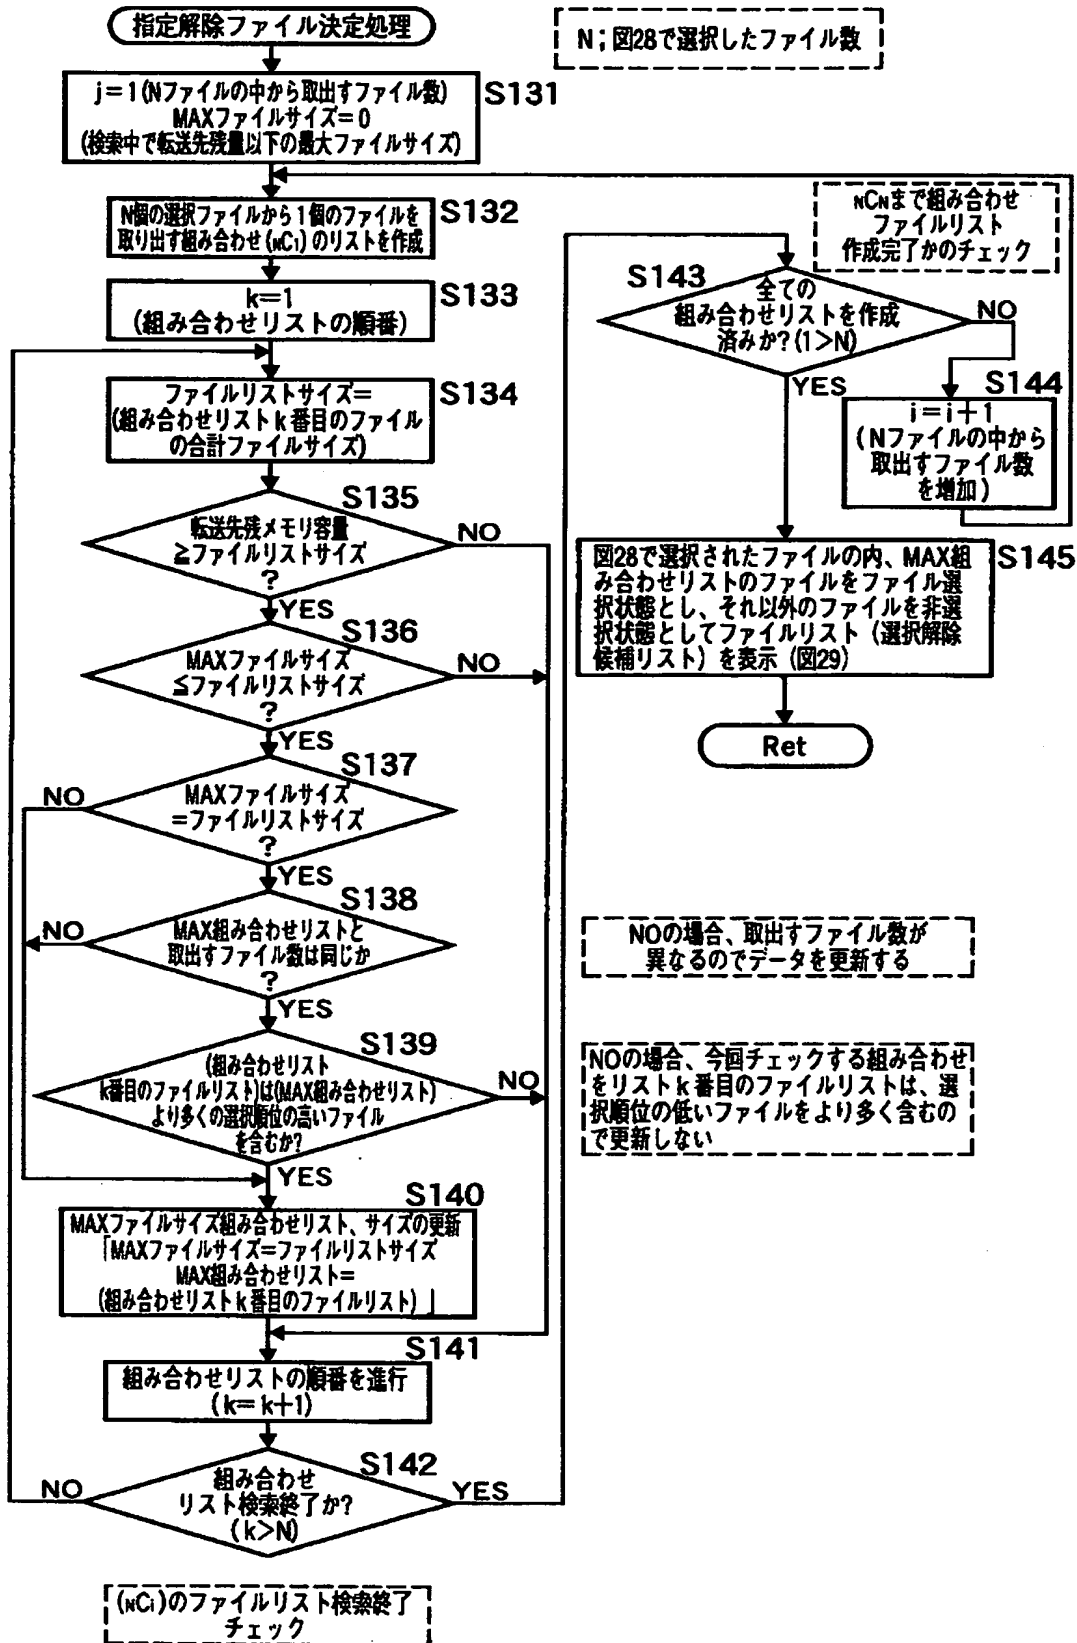 指定解除ファイル決定処理
N;図28で選択したファイル数
j=1(Nファイルの中から取出すファイル数)
MAXファイルサイズ=0
(検索中で転送先残量以下の最大ファイルサイズ)
S131
N個の選択ファイルから1個のファイルを
取り出す組み合わせ(NC1)のリストを作成
S132
k=1
(組み合わせリストの順番)
S133
ファイルリストサイズ=
(組み合わせリストk番目のファイル
の合計ファイルサイズ)
S134
S135
転送先残メモリ容量
≧ファイルリストサイズ
?
NO
YES
S136
MAXファイルサイズ
≦ファイルリストサイズ
?
NO
YES
S137
MAXファイルサイズ
=ファイルリストサイズ
?
NO
YES
S138
MAX組み合わせリストと
取出すファイル数は同じか
?
NO
YES
S139
(組み合わせリスト
k番目のファイルリスト)は(MAX組み合わせリスト)
より多くの選択順位の高いファイル
を含むか?
NO
YES
S140
MAXファイルサイズ組み合わせリスト、サイズの更新
「MAXファイルサイズ=ファイルリストサイズ
MAX組み合わせリスト=
(組み合わせリストk番目のファイルリスト)」
S141
組み合わせリストの順番を進行
(k=k+1)
S142
組み合わせ
リスト検索終了か?
(k>N)
NO
YES
(NCi)のファイルリスト検索終了
チェック
NCNまで組み合わせ
ファイルリスト
作成完了かのチェック
S143
全ての
組み合わせリストを作成
済みか?(1>N)
NO
YES
S144
i=i+1
(Nファイルの中から
取出すファイル数
を増加)
図28で選択されたファイルの内、MAX組
み合わせリストのファイルをファイル選
択状態とし、それ以外のファイルを非選
択状態としてファイルリスト(選択解除
候補リスト)を表示(図29)
S145
Ret
NOの場合、取出すファイル数が
異なるのでデータを更新する
NOの場合、今回チェックする組み合わせ
をリストk番目のファイルリストは、選
択順位の低いファイルをより多く含むの
で更新しない